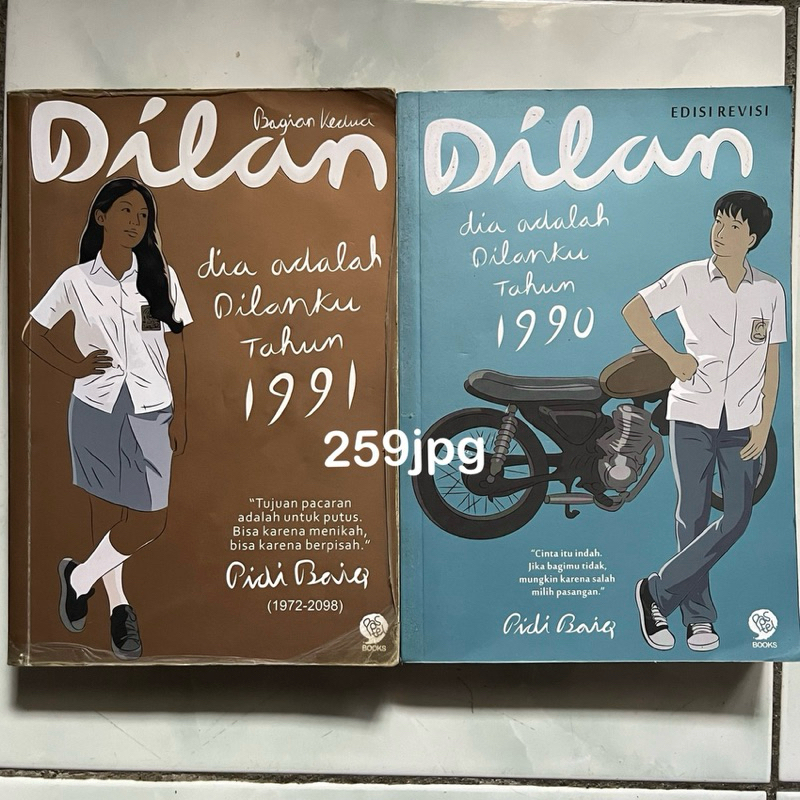 Bagian Kedua
Dilan
dia adalah
Dilanku
Tahun
1991
"Tujuan pacaran
adalah untuk putus.
Bisa karena menikah,
bisa karena berpisah."
Pidi Baiq
(1972-2098)
Pastel
BOOKS
EDISI REVISI
Dilan
dia adalah
Dilanku
Tahun
1990
"Cinta itu indah.
Jika bagimu tidak,
mungkin karena salah
milih pasangan."
Pidi Baiq
Pastel
BOOKS
259jpg